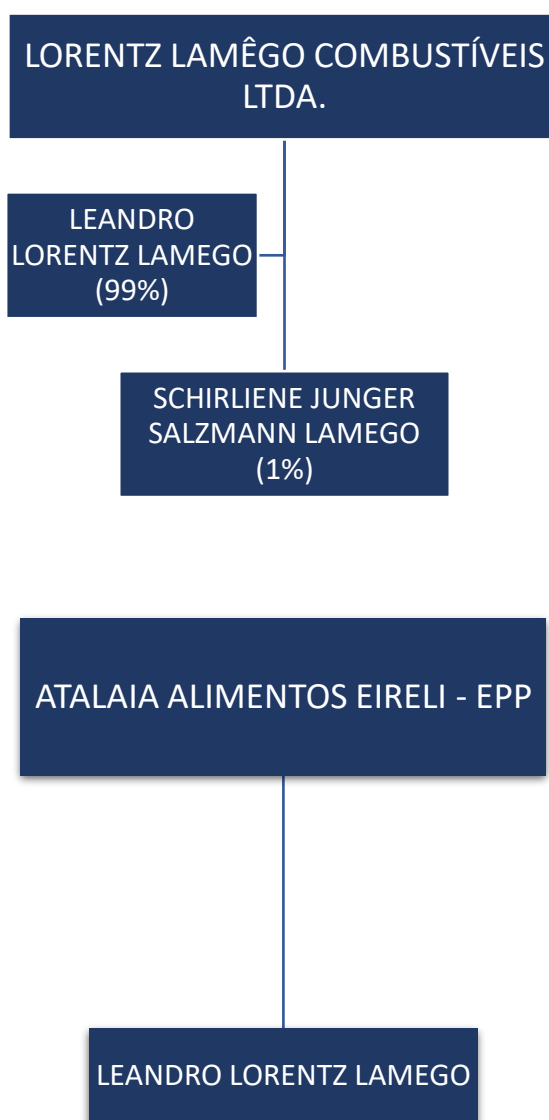 LORENTZ LAMÊGO COMBUSTÍVEIS
LTDA.
LEANDRO
LORENTZ LAMEGO
(99%)
SCHIRLIENE JUNGER
SALZMANN LAMEGO
(1%)
ATALAIA ALIMENTOS EIRELI - EPP
LEANDRO LORENTZ LAMEGO